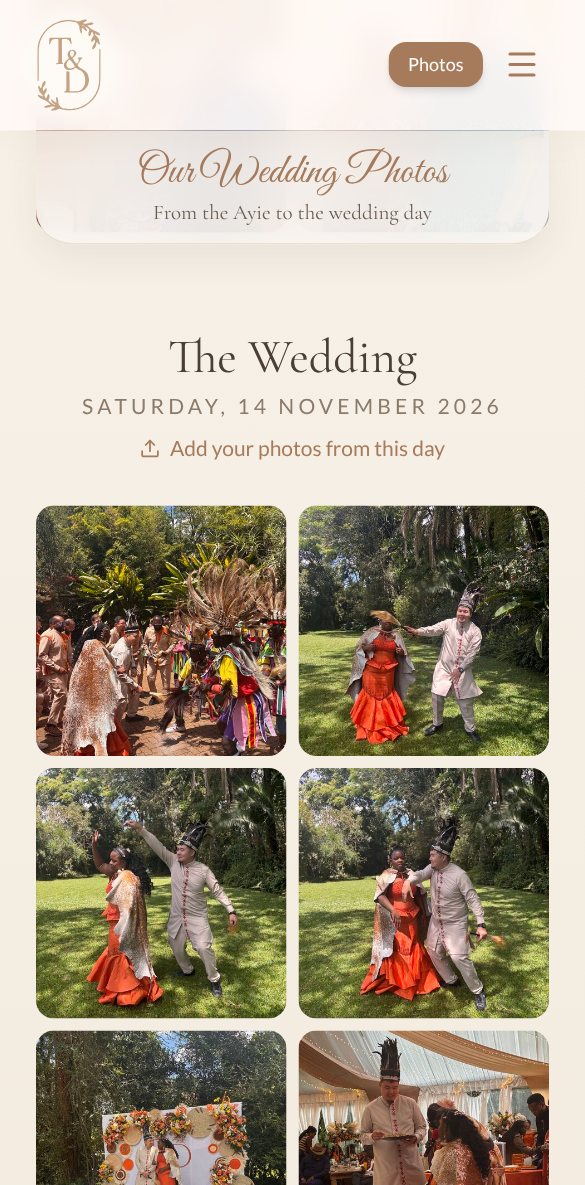 T&D
Photos
Our Wedding Photos
From the Ayie to the wedding day
The Wedding
SATURDAY, 14 NOVEMBER 2026
Add your photos from this day